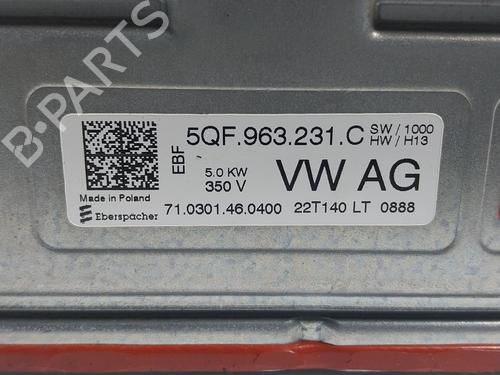 5QF.963.231.C SW/1000
HW/H13
EBF
5.0 KW
350 V
VW AG
Made in Poland
Eberspächer
71.0301.46.0400 22T140 LT 0888
B-PARTS